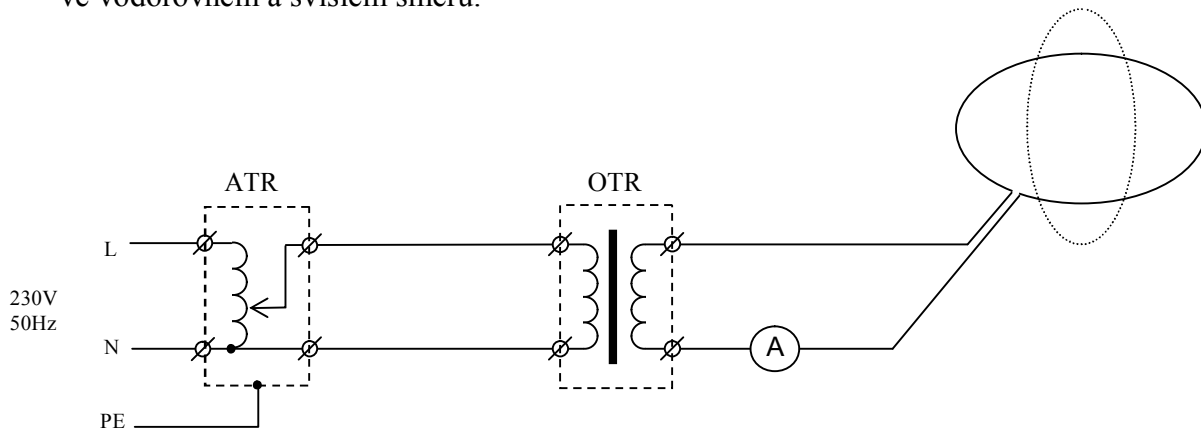 ve vodorovném a svislém směru.
ATR
OTR
L
230V
50Hz
N
A
PE